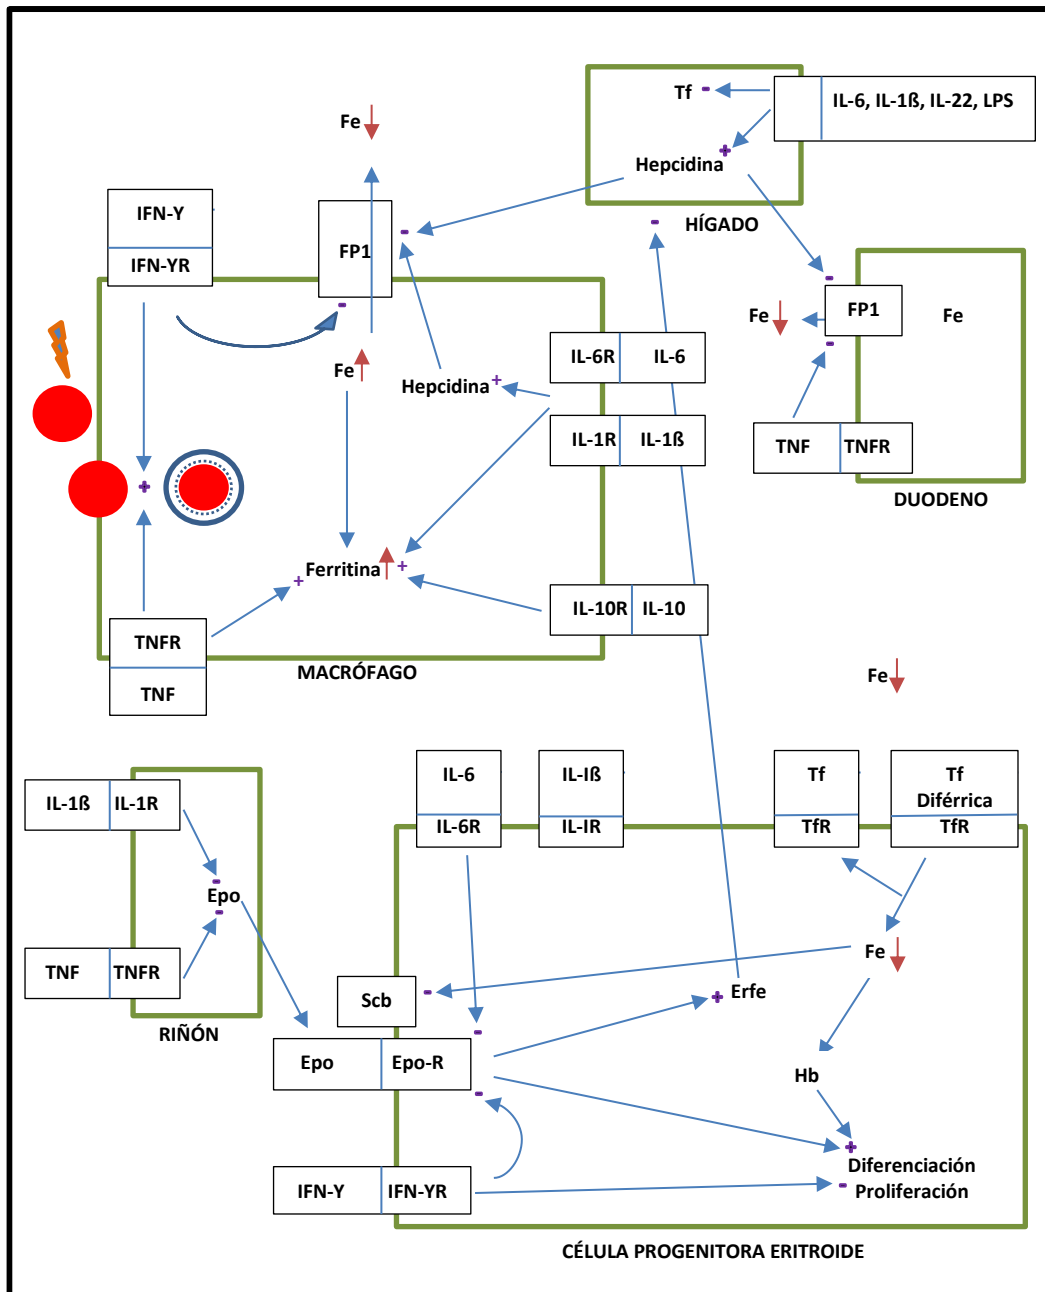 Tf -
IL-6, IL-1ß, IL-22, LPS
Hepcidina +
HÍGADO
-
Fe
IFN-Y
IFN-YR
FP1
-
-
Fe
Hepcidina +
IL-6R IL-6
IL-1R IL-1ß
-
FP1
Fe
Fe
-
TNF TNFR
DUODENO
+
+ Ferritina +
IL-10R IL-10
TNFR
TNF
MACRÓFAGO
Fe
IL-1ß IL-1R
-
Epo
-
TNF TNFR
RIÑÓN
IL-6
IL-6R
IL-Iß
IL-IR
Tf
TfR
Tf
Diférrica
TfR
Fe
Scb
-
+ Erfe
-
Epo Epo-R
-
Hb
+
Diferenciación
- Proliferación
IFN-Y IFN-YR
CÉLULA PROGENITORA ERITROIDE